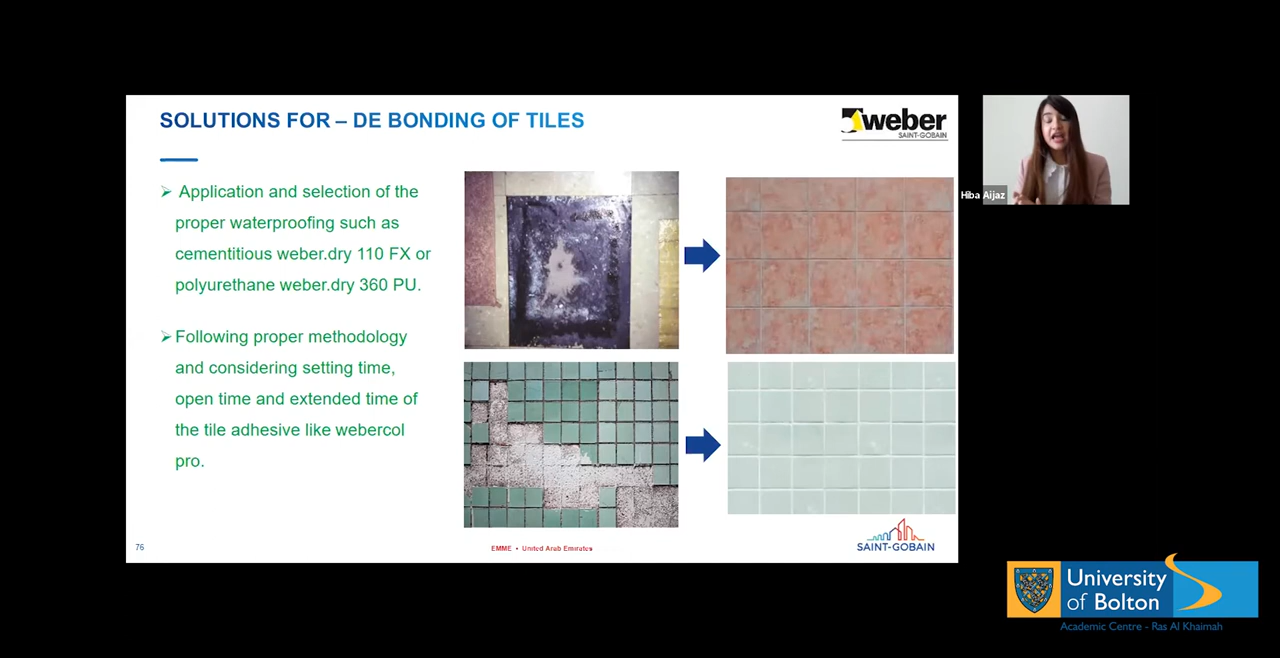 SOLUTIONS FOR – DE BONDING OF TILES
weber
SAINT-GOBAIN
➢ Application and selection of the
proper waterproofing such as
cementitious weber.dry 110 FX or
polyurethane weber.dry 360 PU.
➢ Following proper methodology
and considering setting time,
open time and extended time of
the tile adhesive like webercol
pro.
76
EMME • United Arab Emirates
SAINT-GOBAIN
Hiba Aijaz
University
of Bolton
Academic Centre - Ras Al Khaimah